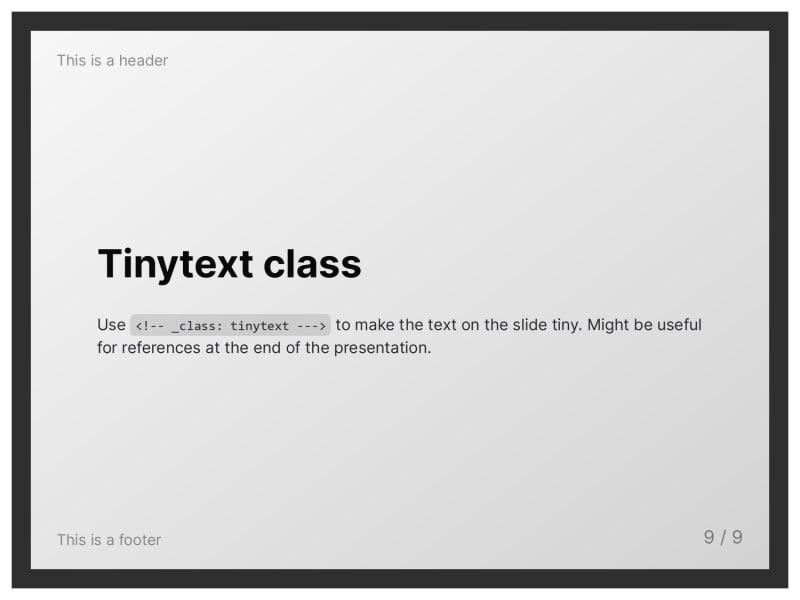 This is a header
Tinytext class
Use <!-- _class: tinytext ---> to make the text on the slide tiny. Might be useful
for references at the end of the presentation.
This is a footer
9 / 9